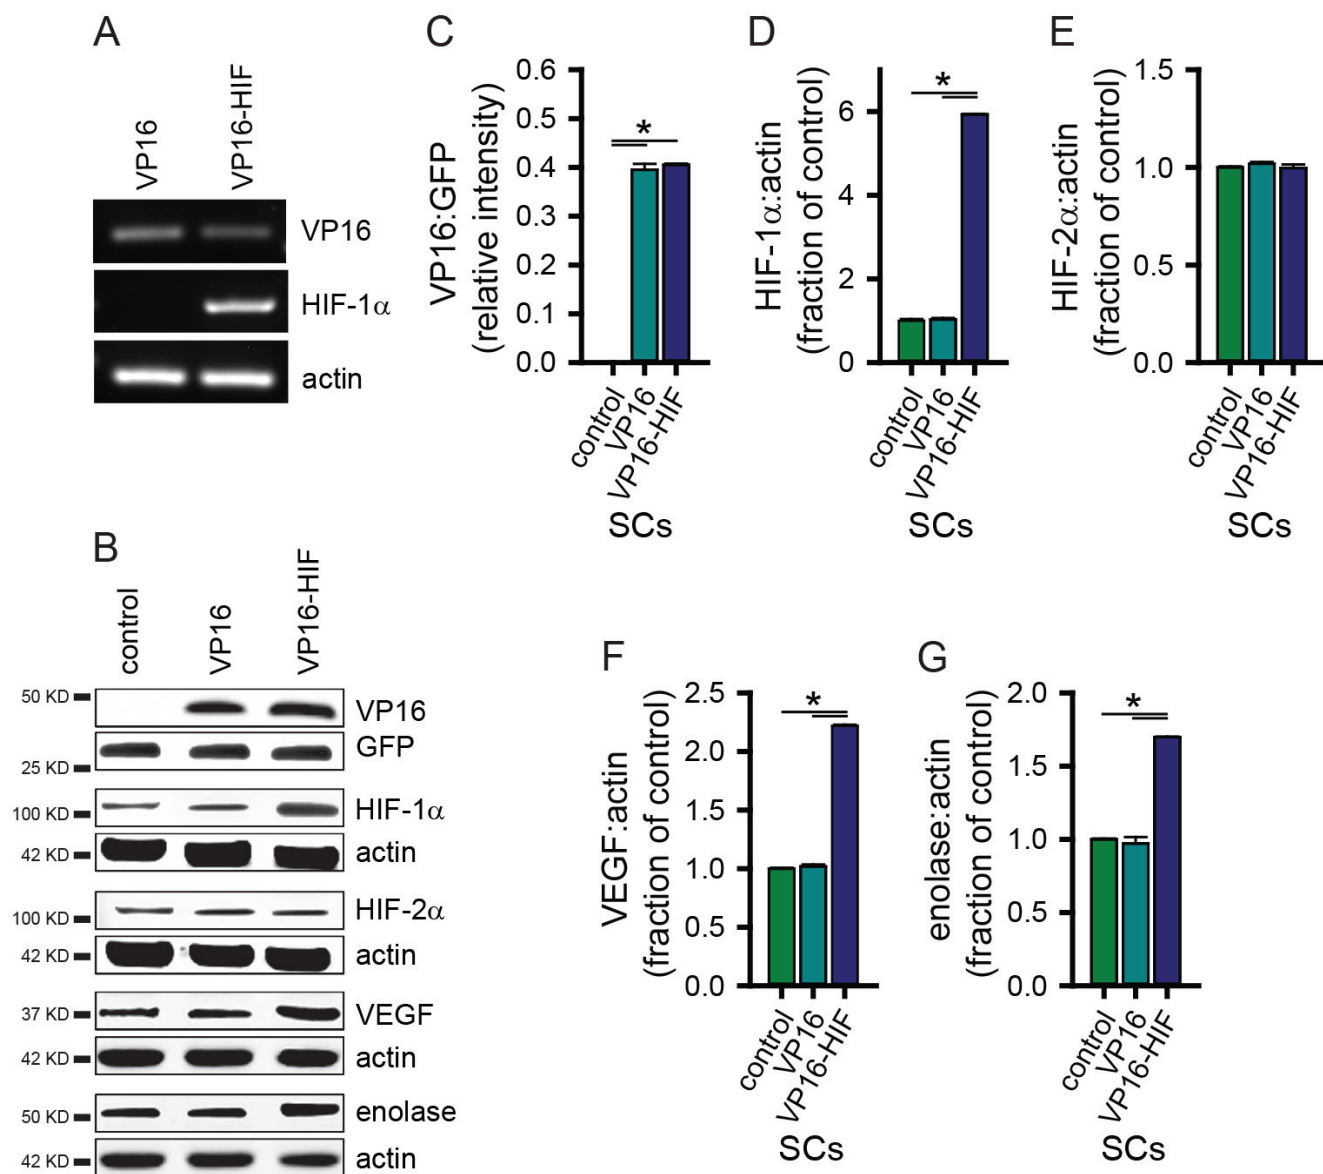 A
VP16
VP16-HIF
VP16
HIF-1α
actin
B
control
VP16
VP16-HIF
50 KD
VP16
GFP
25 KD
HIF-1α
100 KD
42 KD
actin
HIF-2α
100 KD
42 KD
actin
37 KD
VEGF
42 KD
actin
50 KD
enolase
42 KD
actin
C
VP16:GFP
(relative intensity)
0.6
0.5
0.4
0.3
0.2
0.1
0.0
*
control
VP16
VP16-HIF
SCs
D
HIF-1α:actin
(fraction of control)
6
4
2
0
*
control
VP16
VP16-HIF
SCs
E
HIF-2α:actin
(fraction of control)
1.5
1.0
0.5
0.0
control
VP16
VP16-HIF
SCs
F
VEGF:actin
(fraction of control)
2.5
2.0
1.5
1.0
0.5
0.0
*
control
VP16
VP16-HIF
SCs
G
enolase:actin
(fraction of control)
2.0
1.5
1.0
0.5
0.0
*
control
VP16
VP16-HIF
SCs